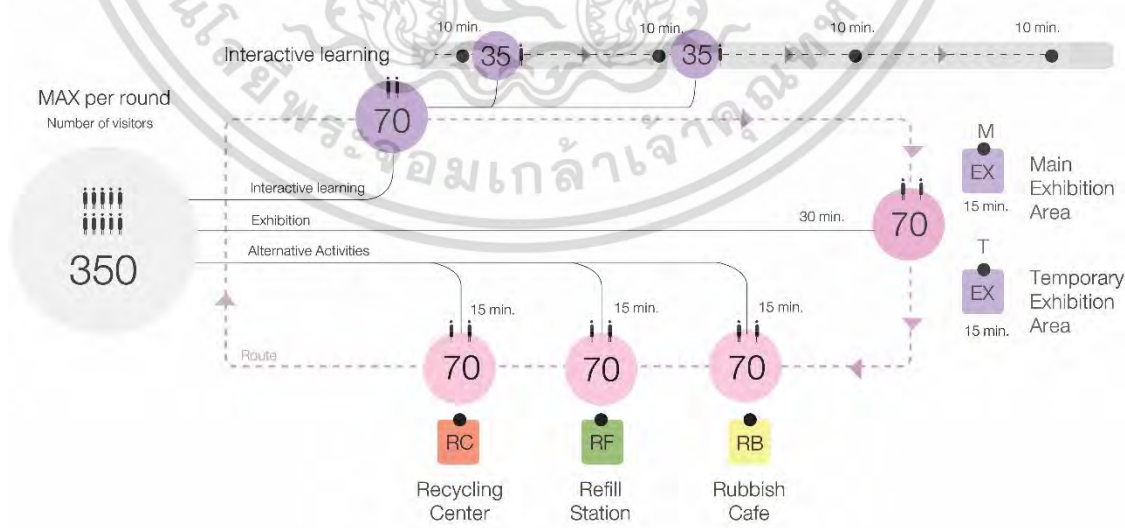 10 min.
10 min.
10 min.
10 min.
Interactive learning
35
35
MAX per round
Number of visitors
70
350
Interactive learning
Exhibition
Alternative Activities
30 min.
70
M
EX
15 min.
Main
Exhibition
Area
T
EX
15 min.
Temporary
Exhibition
Area
15 min.
15 min.
15 min.
Route
70
70
70
RC
RF
RB
Recycling
Center
Refill
Station
Rubbish
Cafe